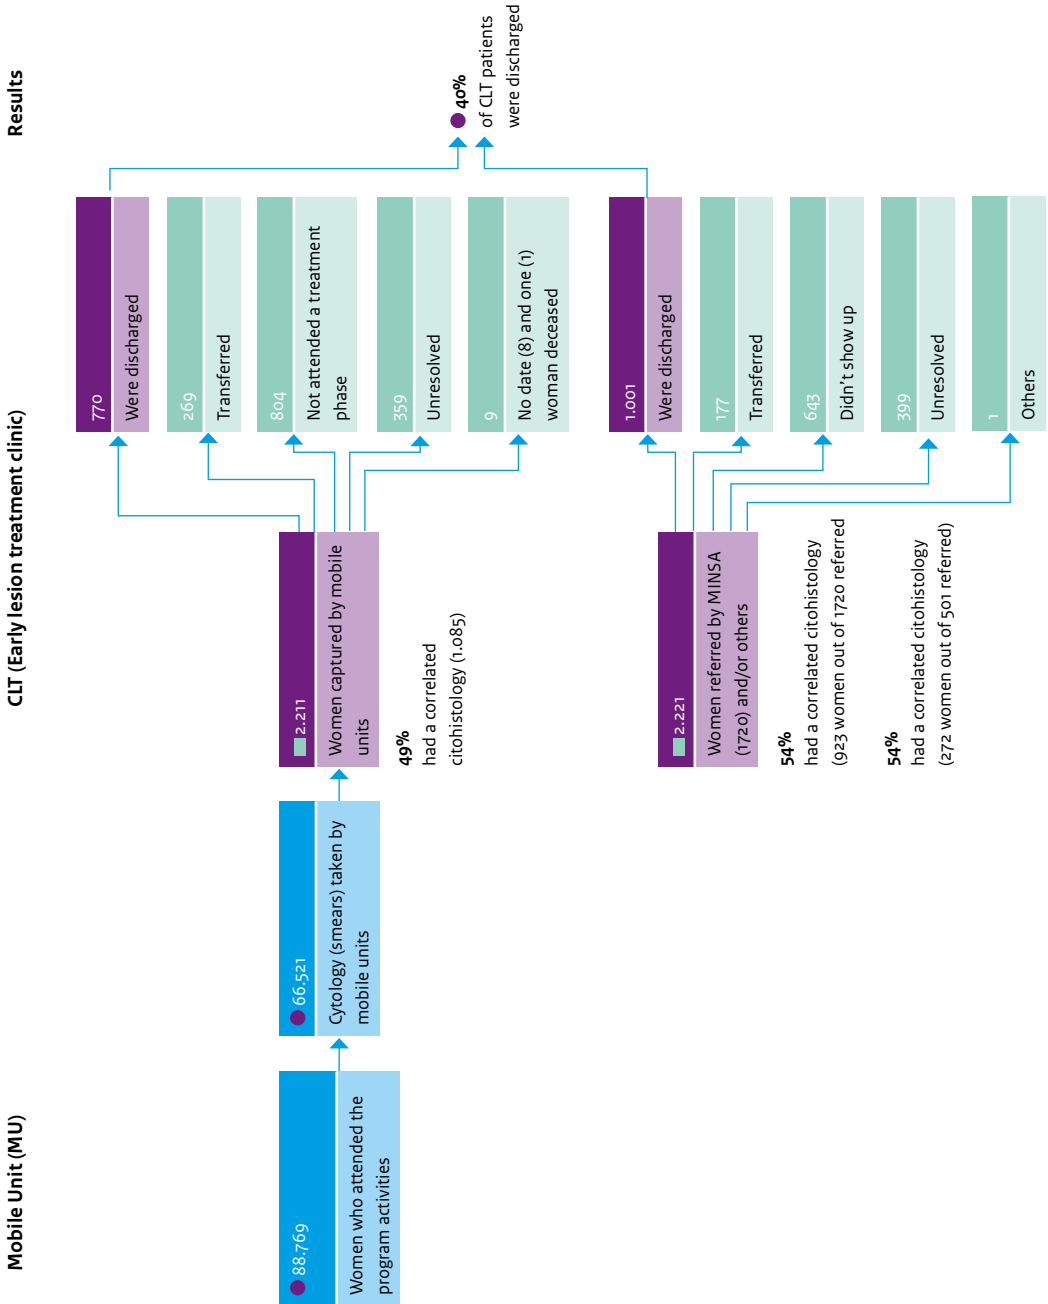 Mobile Unit (MU)
CLT (Early lesion treatment clinic)
Results
88.769
Women who attended the
program activities
66.521
Cytology (smears) taken by
mobile units
2.211
Women captured by mobile
units
49%
had a correlated
citohistology (1.085)
770
Were discharged
269
Transferred
804
Not attended a treatment
phase
359
Unresolved
9
No date (8) and one (1)
woman deceased
2.221
Women referred by MINSA
(1720) and/or others
54%
had a correlated citohistology
(923 women out of 1720 referred
54%
had a correlated citohistology
(272 women out of 501 referred)
1.001
Were discharged
177
Transferred
643
Didn't show up
399
Unresolved
1
Others
40%
of CLT patients
were discharged